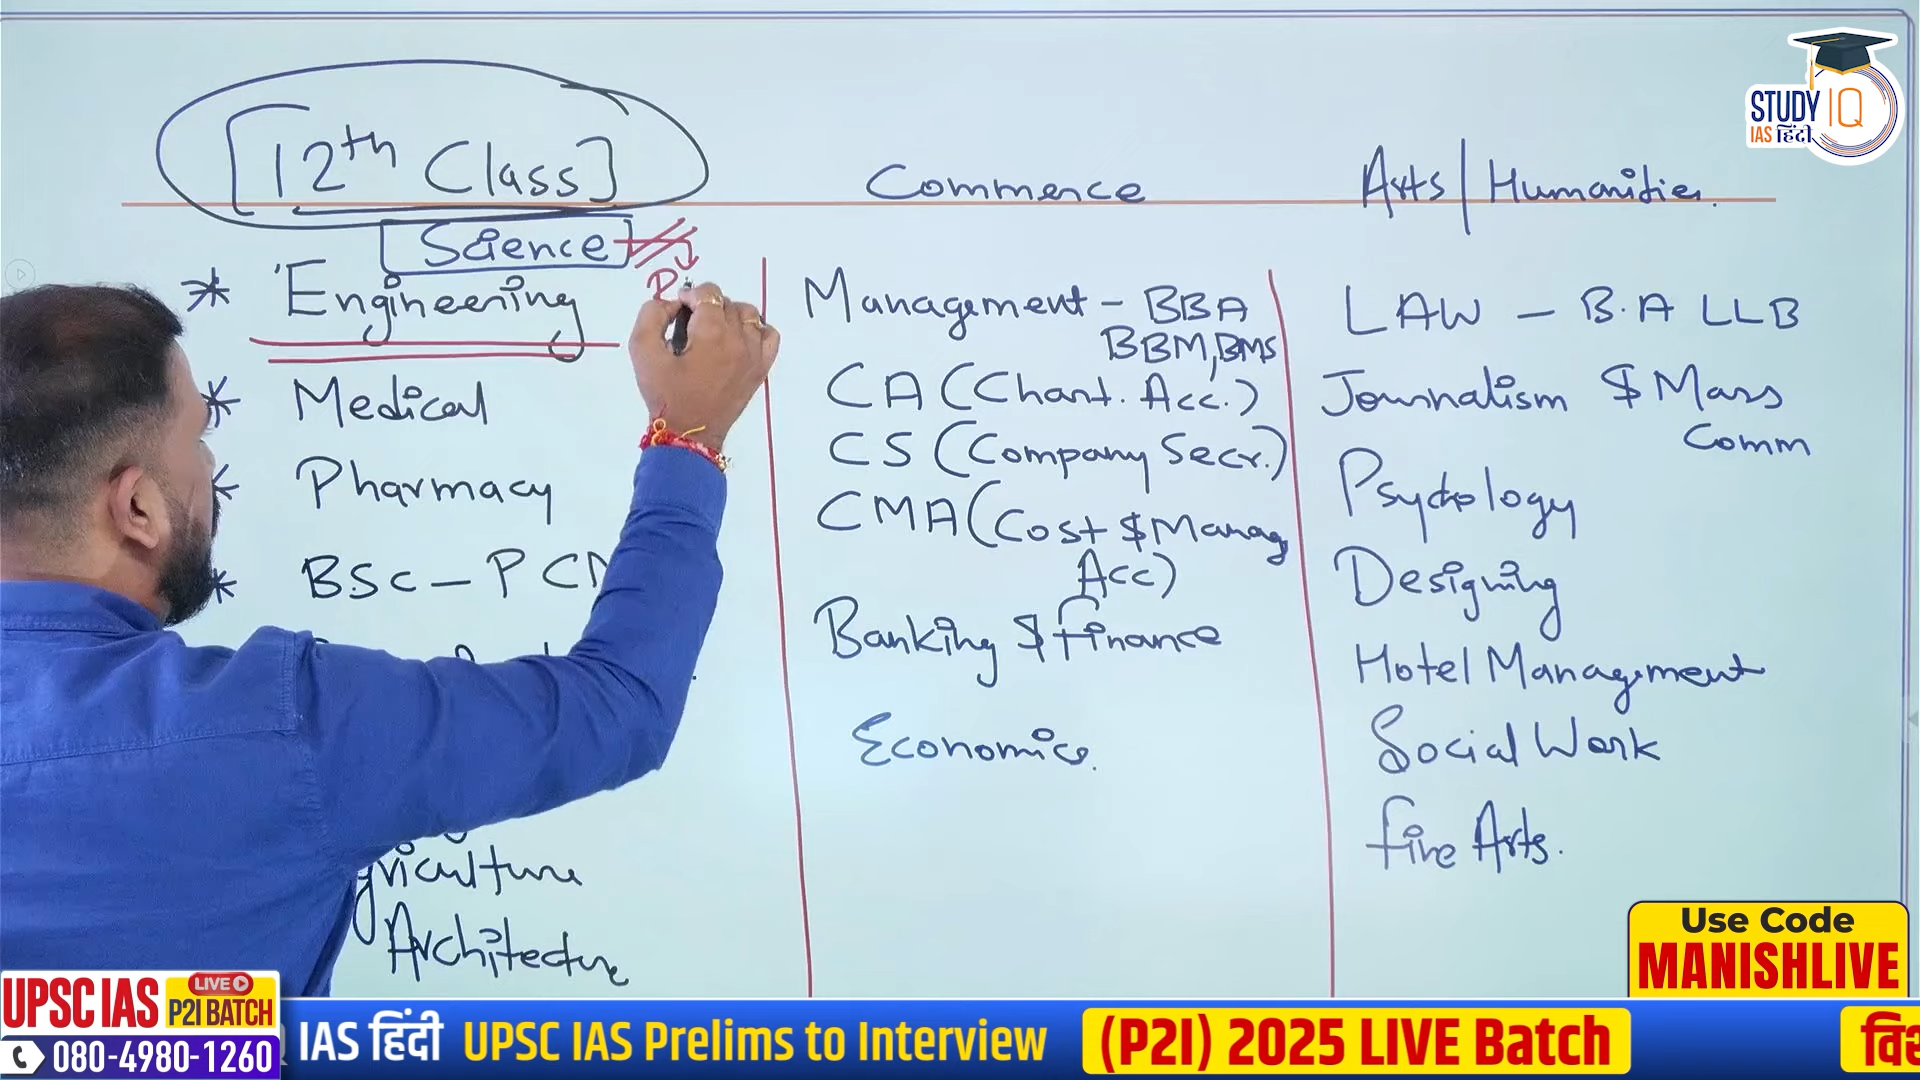 [12th Class]
Commerce
Arts/Humanities.
Science
* Engineering
* Medical
* Pharmacy
* BSc - PC
*
griculture
Architecture
Management - BBA
BBM, BMS
CA (Chart. Acc.)
CS (Company Secr.)
CMA (Cost & Manag
Acc)
Banking & finance
Economics.
LAW - B.A LLB
Journalism & Mass
Comm
Psychology
Designing
Hotel Management
Social Work
fine Arts.
STUDY IQ
IAS हिंदी
Use Code
MANISHLIVE
UPSC IAS LIVE
P2I BATCH
080-4980-1260
IAS हिंदी UPSC IAS Prelims to Interview (P2I) 2025 LIVE Batch